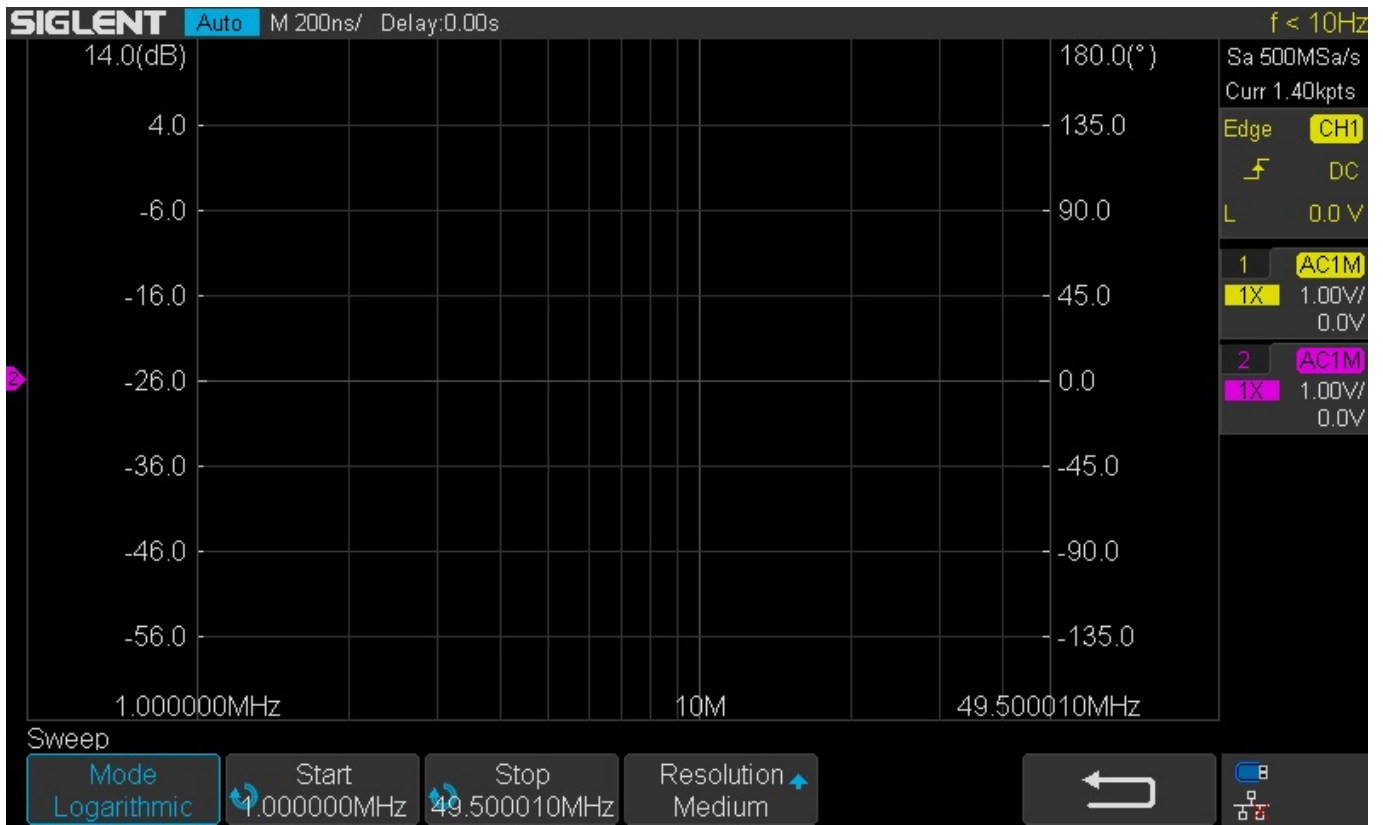 SIGLENT Auto M 200ns/ Delay:0.00s f < 10Hz
14.0(dB) 180.0(°) Sa 500MSa/s
Curr 1.40kpts
4.0 135.0 Edge CH1
DC
-6.0 90.0 L 0.0 V
1 AC1M
-16.0 45.0 1X 1.00V/
0.0V
2 AC1M
2 -26.0 0.0 1X 1.00V/
0.0V
-36.0 -45.0
-46.0 -90.0
-56.0 -135.0
1.000000MHz 10M 49.500010MHz
Sweep
Mode Start Stop Resolution
Logarithmic 1.000000MHz 49.500010MHz Medium